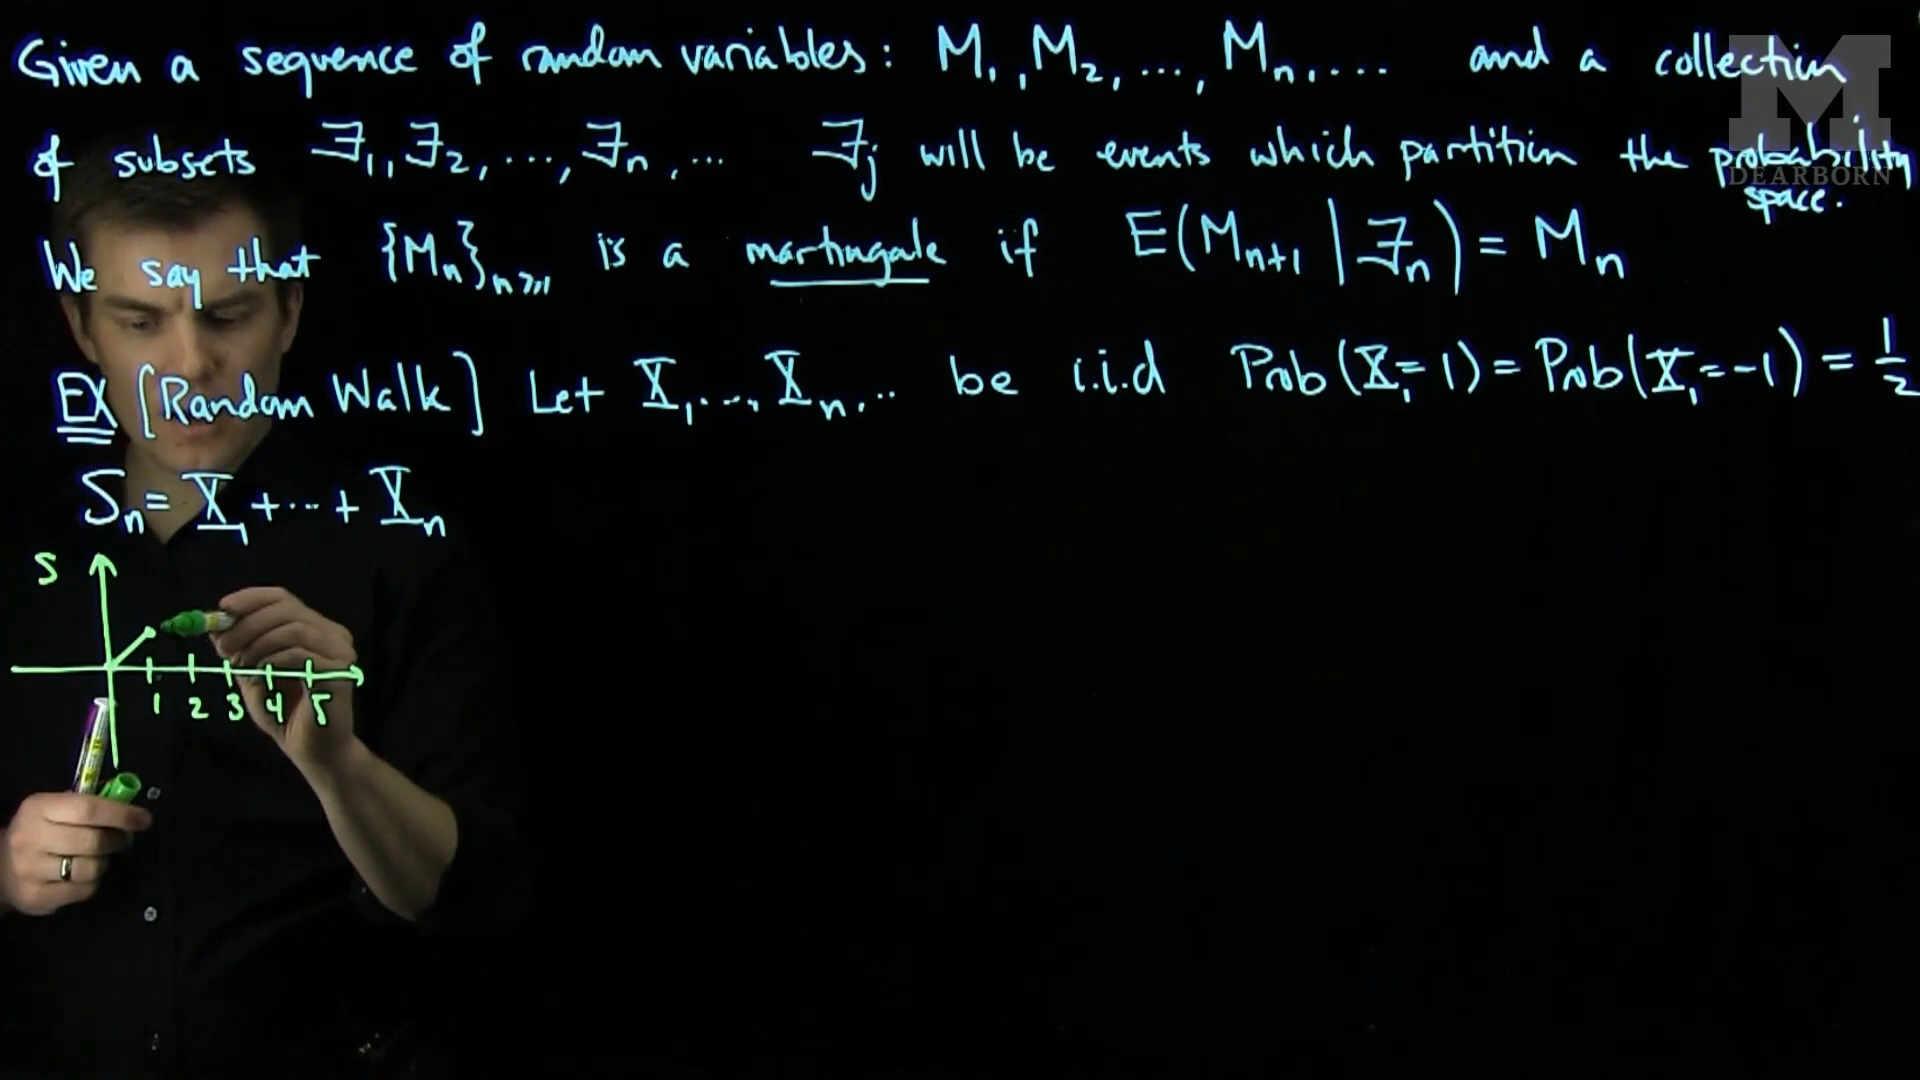 Given a sequence of random variables: M₁, M₂, ..., Mₙ, .... and a collection
of subsets ℱ₁, ℱ₂, ..., ℱₙ, ... ℱⱼ will be events which partition the probability
space.
We say that {Mₙ}ₙ≥₁ is a martingale if E(Mₙ₊₁ | ℱₙ) = Mₙ
EX [Random Walk] Let X₁, ..., Xₙ, .. be i.i.d Prob(X₁ = 1) = Prob(X₁ = -1) = 1/2
Sₙ = X₁ + ... + Xₙ
S
1 2 3 4 5
M
DEARBORN